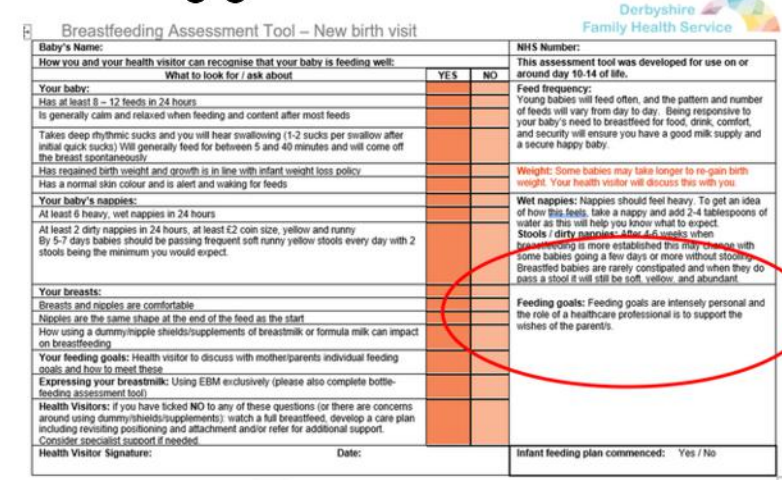 Derbyshire
Family Health Service
Breastfeeding Assessment Tool – New birth visit
Baby's Name:
NHS Number:
How you and your health visitor can recognise that your baby is feeding well:
What to look for / ask about
YES
NO
This assessment tool was developed for use on or
around day 10-14 of life.
Your baby:
Has at least 8 – 12 feeds in 24 hours
Is generally calm and relaxed when feeding and content after most feeds
Takes deep rhythmic sucks and you will hear swallowing (1-2 sucks per swallow after
initial quick sucks) Will generally feed for between 5 and 40 minutes and will come off
the breast spontaneously
Feed frequency:
Young babies will feed often, and the pattern and number
of feeds will vary from day to day. Being responsive to
your baby's need to breastfeed for food, drink, comfort,
and security will ensure you have a good milk supply and
a secure happy baby.
Has regained birth weight and growth is in line with infant weight loss policy
Has a normal skin colour and is alert and waking for feeds
Weight: Some babies may take longer to re-gain birth
weight. Your health visitor will discuss this with you.
Your baby's nappies:
At least 6 heavy, wet nappies in 24 hours
At least 2 dirty nappies in 24 hours, at least £2 coin size, yellow and runny
By 5-7 days babies should be passing frequent soft runny yellow stools every day with 2
stools being the minimum you would expect.
Wet nappies: Nappies should feel heavy. To get an idea
of how this feels, take a nappy and add 2-4 tablespoons of
water as this will help you know what to expect.
Stools / dirty nappies: After 4-6 weeks when
breastfeeding is more established this may change with
some babies going a few days or more without stooling.
Breastfed babies are rarely constipated and when they do
pass a stool it will still be soft, yellow, and abundant.
Your breasts:
Breasts and nipples are comfortable
Nipples are the same shape at the end of the feed as the start
How using a dummy/nipple shields/supplements of breastmilk or formula milk can impact
on breastfeeding
Your feeding goals: Health visitor to discuss with mother/parents individual feeding
goals and how to meet these
Expressing your breastmilk: Using EBM exclusively (please also complete bottle-
feeding assessment tool)
Health Visitors: if you have ticked NO to any of these questions (or there are concerns
around using dummy/shields/supplements): watch a full breastfeed, develop a care plan
including revisiting positioning and attachment and/or refer for additional support.
Consider specialist support if needed.
Feeding goals: Feeding goals are intensely personal and
the role of a healthcare professional is to support the
wishes of the parent/s.
Health Visitor Signature:
Date:
Infant feeding plan commenced: Yes / No